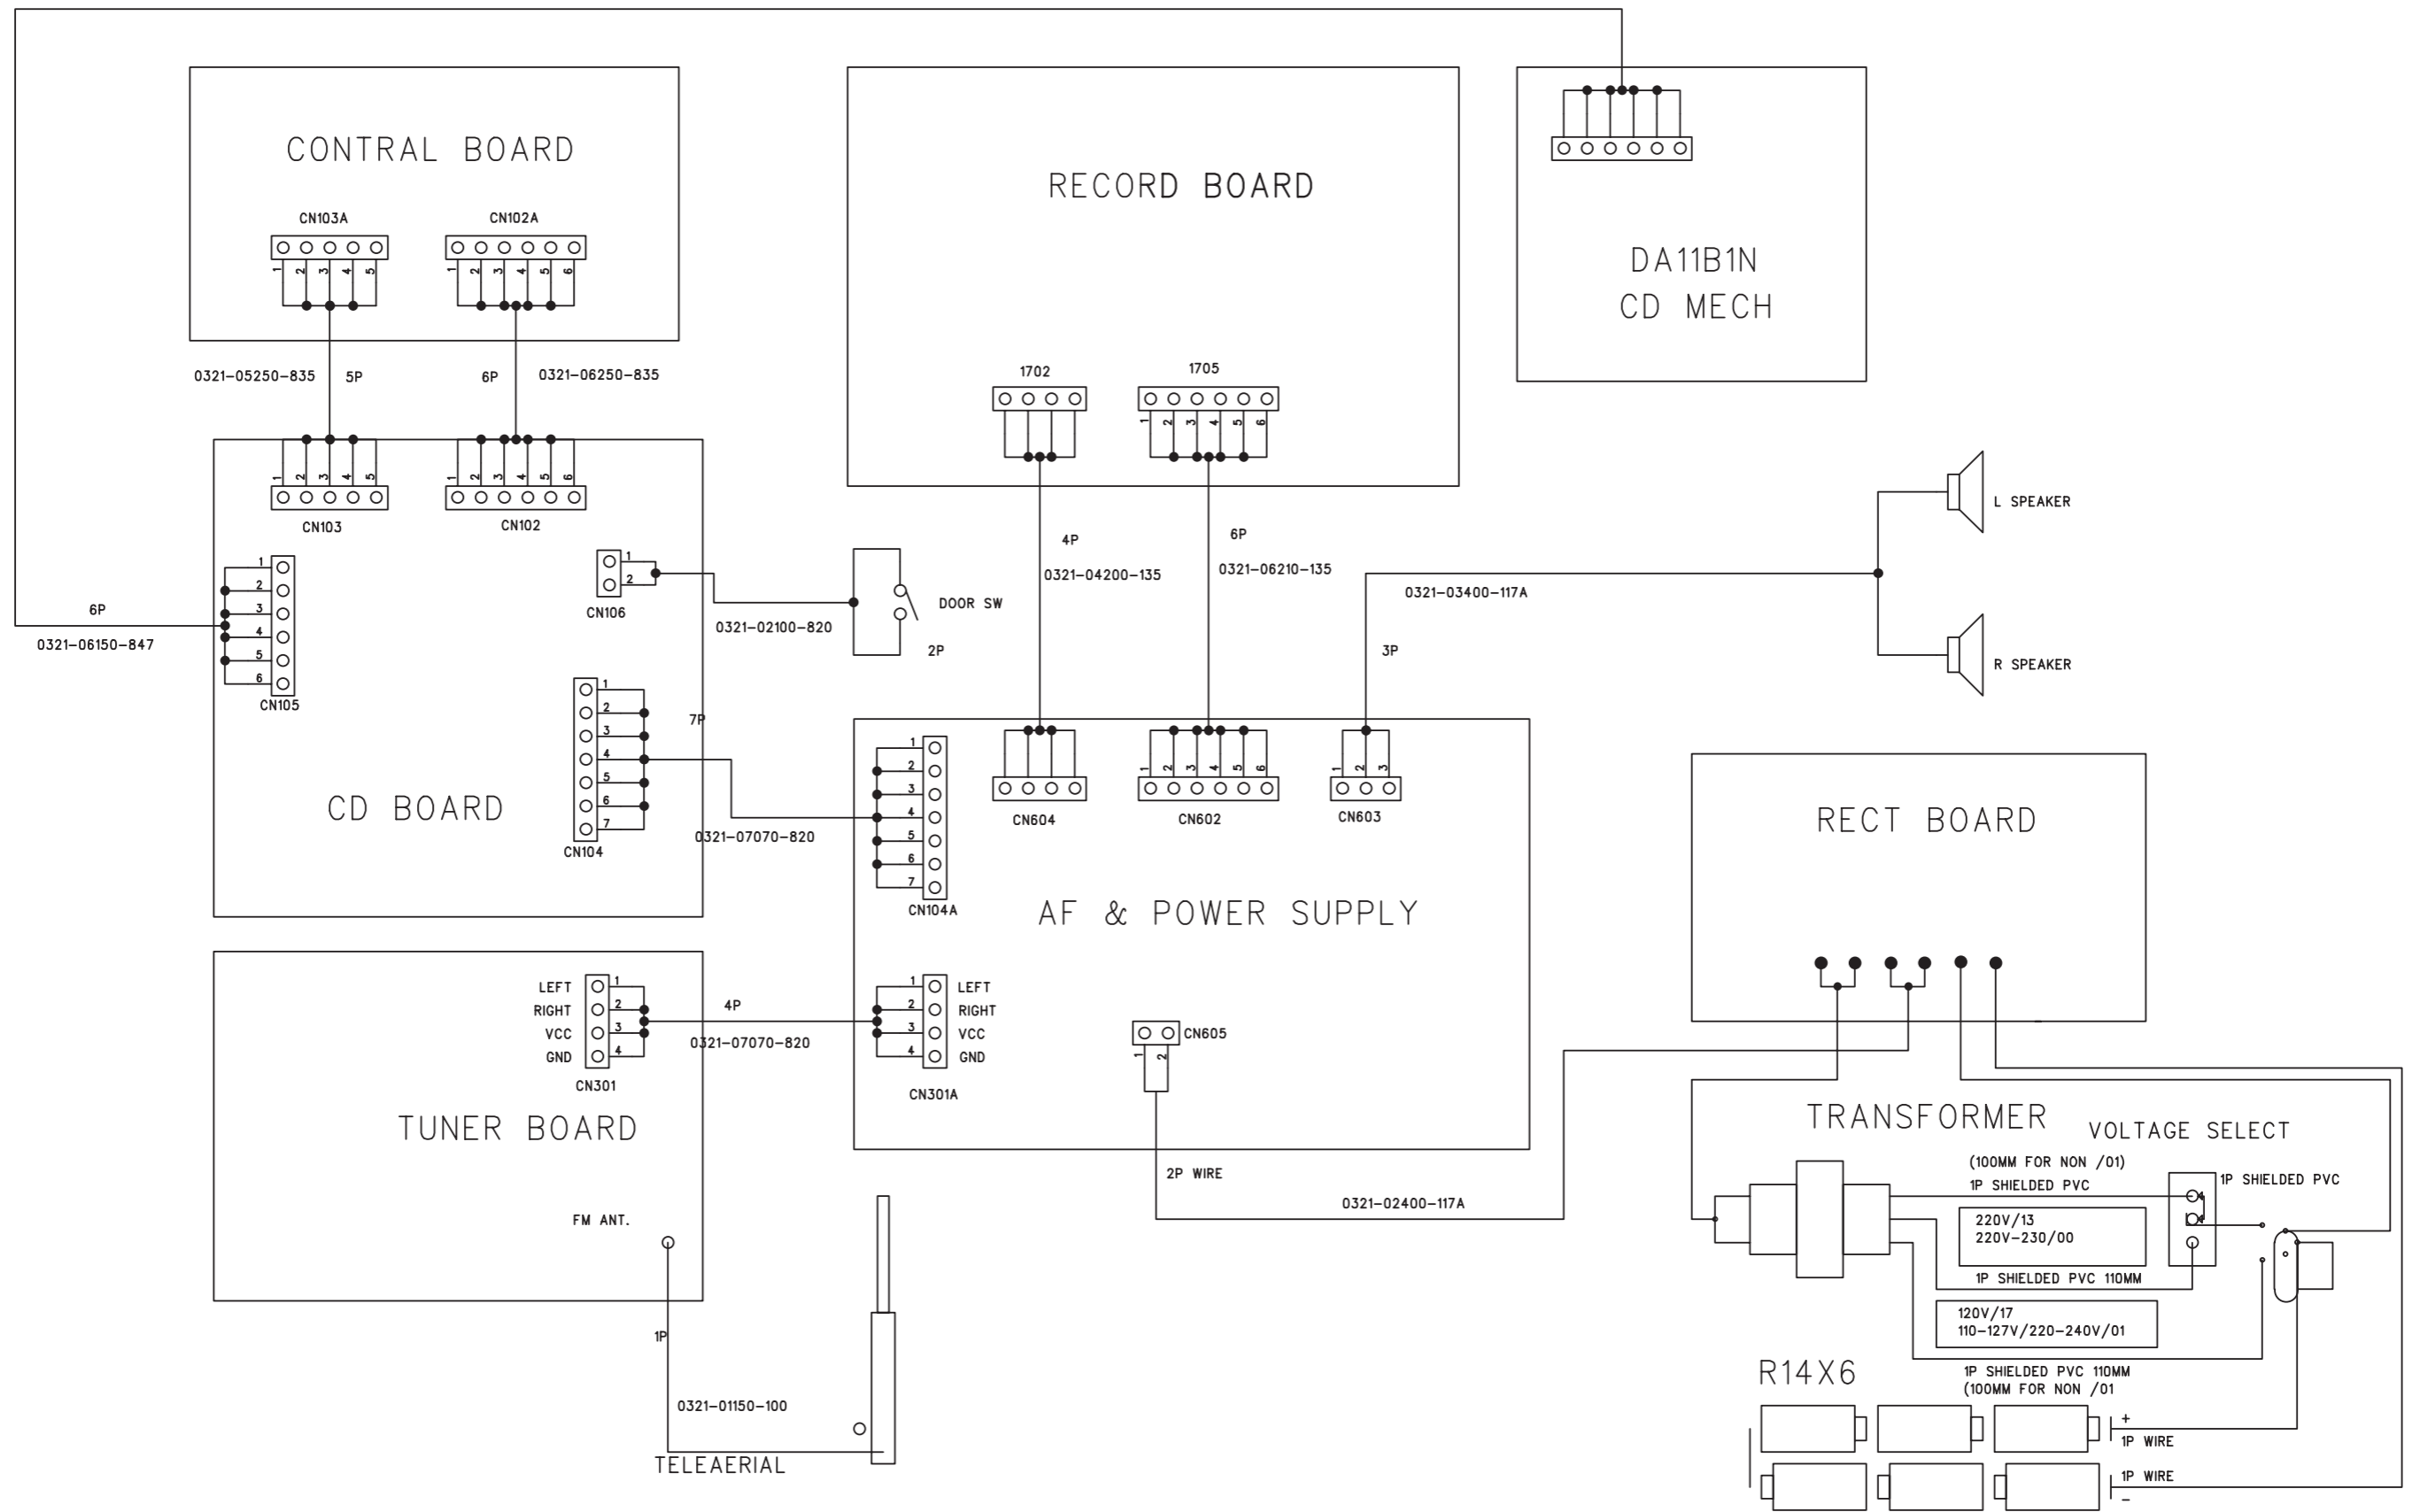 CONTRAL BOARD
CN103A
1 2 3 4 5
CN102A
1 2 3 4 5 6
0321-05250-835
5P
6P
0321-06250-835
RECORD BOARD
1702
1705
1 2 3 4 5 6
DA11B1N
CD MECH
1 2 3 4 5
CN103
1 2 3 4 5 6
CN102
1
2
3
4
5
6
CN105
6P
0321-06150-847
1
2
CN106
0321-02100-820
DOOR SW
2P
4P
0321-04200-135
6P
0321-06210-135
0321-03400-117A
3P
L SPEAKER
R SPEAKER
CD BOARD
1
2
3
4
5
6
7
CN104
7P
0321-07070-820
1
2
3
4
5
6
7
CN104A
CN604
1 2 3 4 5 6
CN602
1 2 3
CN603
AF & POWER SUPPLY
RECT BOARD
LEFT 1
RIGHT 2
VCC 3
GND 4
CN301
4P
0321-07070-820
1 LEFT
2 RIGHT
3 VCC
4 GND
CN301A
CN605
1 2
2P WIRE
0321-02400-117A
TUNER BOARD
FM ANT.
1P
0321-01150-100
TELEAERIAL
TRANSFORMER
VOLTAGE SELECT
(100MM FOR NON /01)
1P SHIELDED PVC
1P SHIELDED PVC
220V/13
220V-230/00
1P SHIELDED PVC 110MM
120V/17
110-127V/220-240V/01
1P SHIELDED PVC 110MM
(100MM FOR NON /01
R14X6
+
1P WIRE
1P WIRE
-